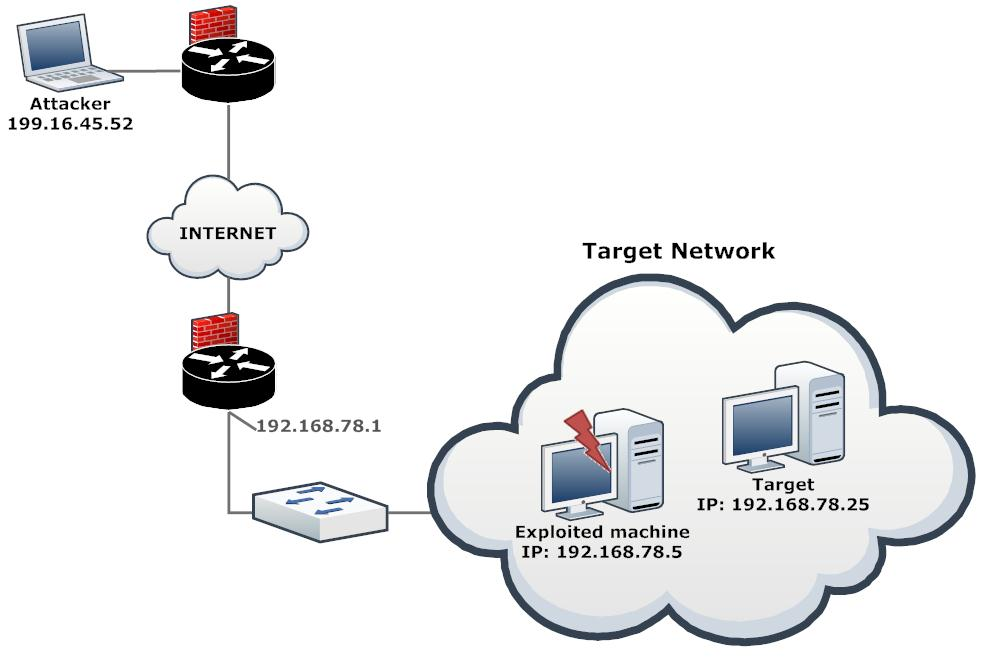 Attacker
199.16.45.52
INTERNET
192.168.78.1
Target Network
Exploited machine
IP: 192.168.78.5
Target
IP: 192.168.78.25